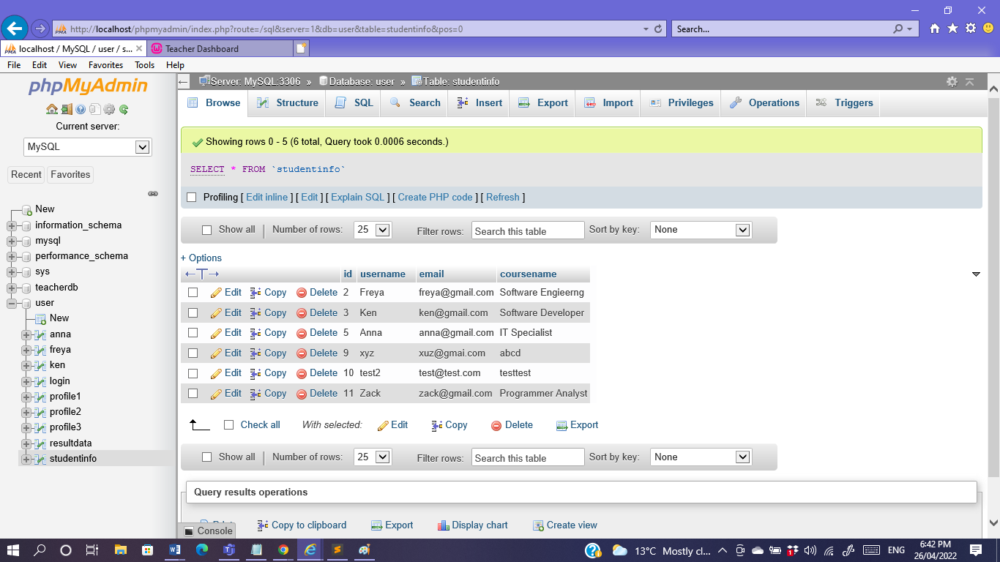 http://localhost/phpmyadmin/index.php?route=/sql&server=1&db=user&table=studentinfo&pos=0
Search...
localhost / MySQL / user / s...
Teacher Dashboard
File Edit View Favorites Tools Help
phpMyAdmin
Current server:
MySQL
Recent Favorites
New
information_schema
mysql
performance_schema
sys
teacherdb
user
New
anna
freya
ken
login
profile1
profile2
profile3
resultdata
studentinfo
Server: MySQL:3306 » Database: user » Table: studentinfo
Browse Structure SQL Search Insert Export Import Privileges Operations Triggers
Showing rows 0 - 5 (6 total, Query took 0.0006 seconds.)
SELECT * FROM `studentinfo`
Profiling [ Edit inline ] [ Edit ] [ Explain SQL ] [ Create PHP code ] [ Refresh ]
Show all Number of rows: 25 Filter rows: Search this table Sort by key: None
+ Options
id username email coursename
Edit Copy Delete 2 Freya freya@gmail.com Software Engieerng
Edit Copy Delete 3 Ken ken@gmail.com Software Developer
Edit Copy Delete 5 Anna anna@gmail.com IT Specialist
Edit Copy Delete 9 xyz xuz@gmai.com abcd
Edit Copy Delete 10 test2 test@test.com testtest
Edit Copy Delete 11 Zack zack@gmail.com Programmer Analyst
Check all With selected: Edit Copy Delete Export
Show all Number of rows: 25 Filter rows: Search this table Sort by key: None
Query results operations
Copy to clipboard Export Display chart Create view
Console
13°C Mostly cl... ENG
6:42 PM
26/04/2022